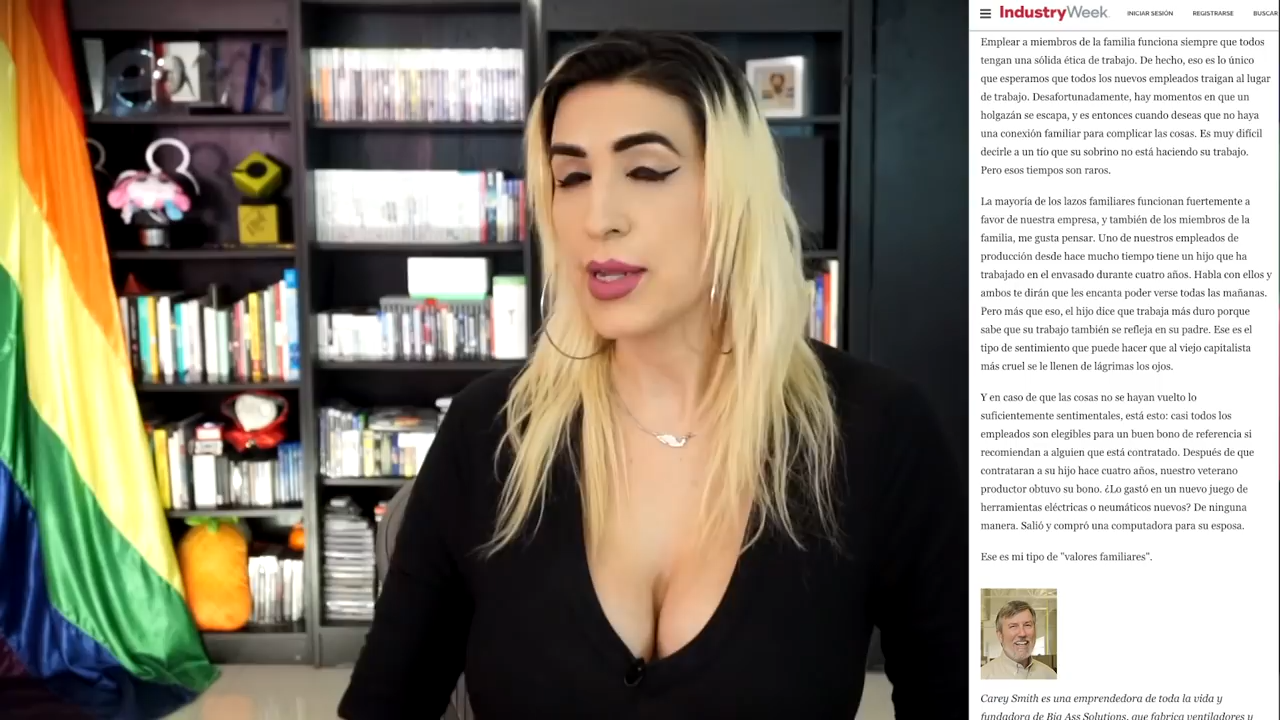 IndustryWeek.
INICIAR SESIÓN
REGISTRARSE
BUSCAR
Emplear a miembros de la familia funciona siempre que todos
tengan una sólida ética de trabajo. De hecho, eso es lo único
que esperamos que todos los nuevos empleados traigan al lugar
de trabajo. Desafortunadamente, hay momentos en que un
holgazán se escapa, y es entonces cuando deseas que no haya
una conexión familiar para complicar las cosas. Es muy difícil
decirle a un tío que su sobrino no está haciendo su trabajo.
Pero esos tiempos son raros.
La mayoría de los lazos familiares funcionan fuertemente a
favor de nuestra empresa, y también de los miembros de la
familia, me gusta pensar. Uno de nuestros empleados de
producción desde hace mucho tiempo tiene un hijo que ha
trabajado en el envasado durante cuatro años. Habla con ellos y
ambos te dirán que les encanta poder verse todas las mañanas.
Pero más que eso, el hijo dice que trabaja más duro porque
sabe que su trabajo también se refleja en su padre. Ese es el
tipo de sentimiento que puede hacer que al viejo capitalista
más cruel se le llenen de lágrimas los ojos.
Y en caso de que las cosas no se hayan vuelto lo
suficientemente sentimentales, está esto: casi todos los
empleados son elegibles para un buen bono de referencia si
recomiendan a alguien que está contratado. Después de que
contrataran a su hijo hace cuatro años, nuestro veterano
productor obtuvo su bono. ¿Lo gastó en un nuevo juego de
herramientas eléctricas o neumáticos nuevos? De ninguna
manera. Salió y compró una computadora para su esposa.
Ese es mi tipo de "valores familiares".
Carey Smith es una emprendedora de toda la vida y
fundadora de Big Ass Solutions, que fabrica ventiladores y